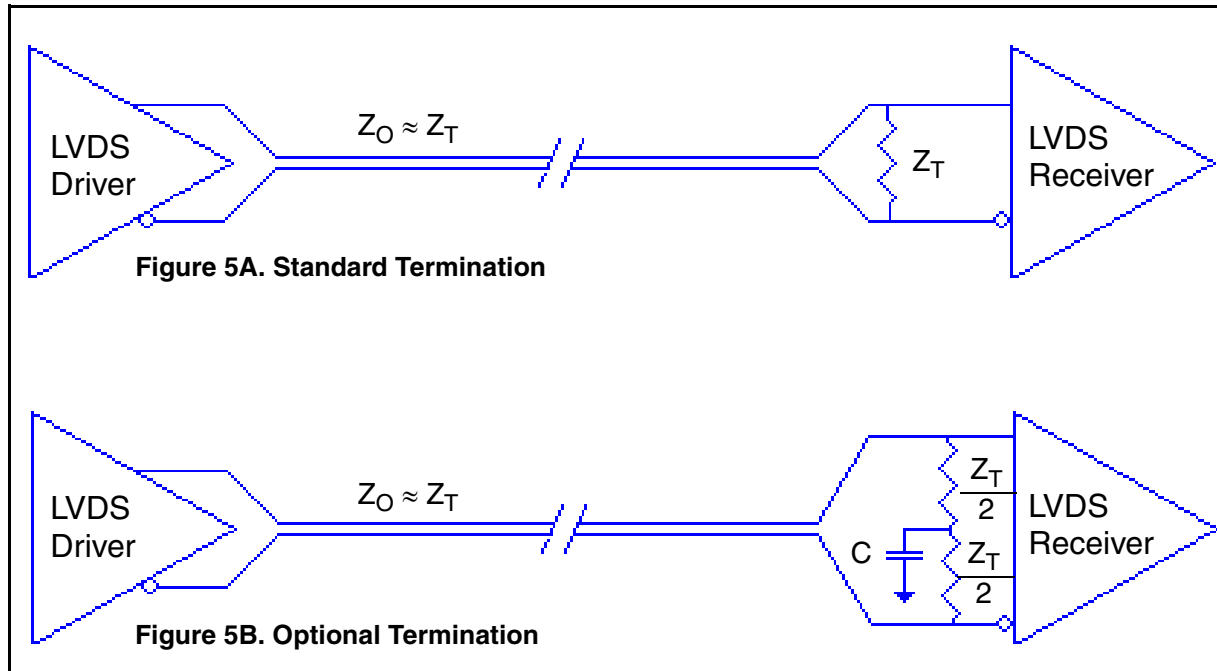 LVDS
Driver
Z_O ≈ Z_T
Z_T
LVDS
Receiver
Figure 5A. Standard Termination
LVDS
Driver
Z_O ≈ Z_T
C
Z_T
2
Z_T
2
LVDS
Receiver
Figure 5B. Optional Termination